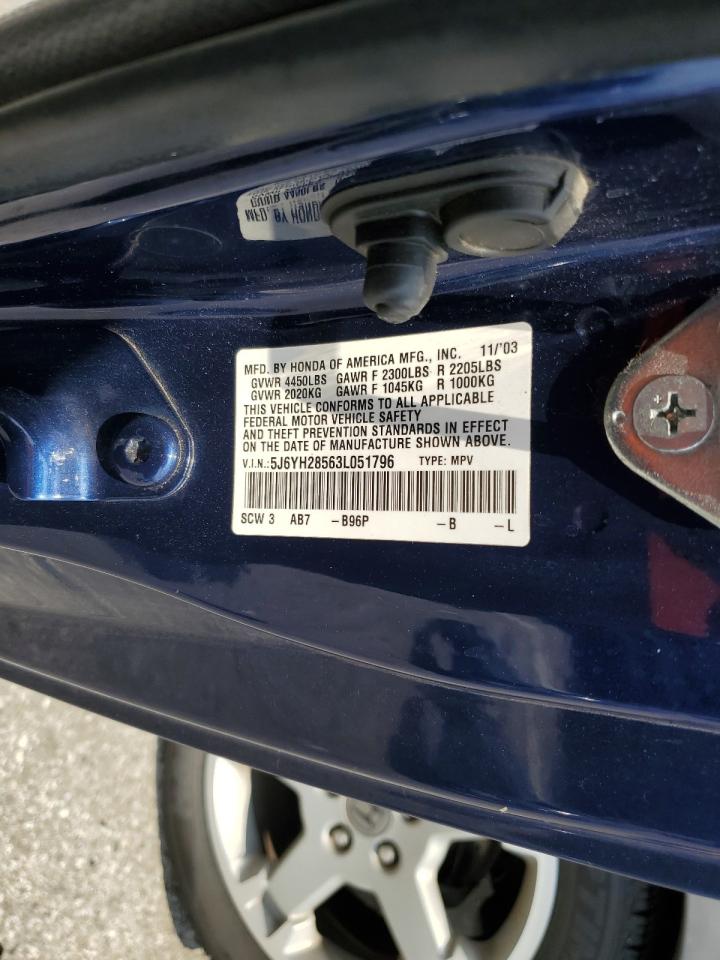 MFD. BY HONDA OF AMERICA MFG., INC. 11/'03
GVWR 4450LBS GAWR F 2300LBS R 2205LBS
GVWR 2020KG GAWR F 1045KG R 1000KG
THIS VEHICLE CONFORMS TO ALL APPLICABLE
FEDERAL MOTOR VEHICLE SAFETY
AND THEFT PREVENTION STANDARDS IN EFFECT
ON THE DATE OF MANUFACTURE SHOWN ABOVE.
V.I.N.: 5J6YH28563L051796 TYPE: MPV
SCW 3 AB7 -B96P -B -L